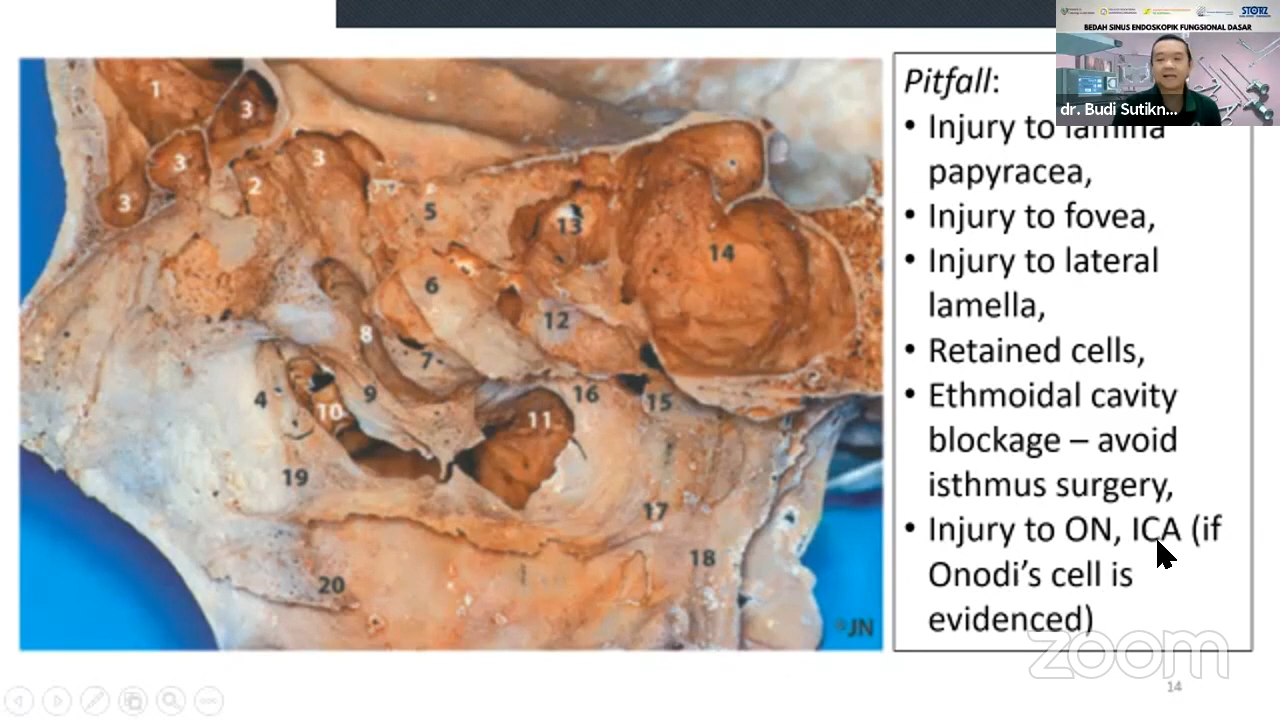 STORZ
BEDAH SINUS ENDOSKOPIK FUNGSIONAL DASAR
dr. Budi Sutikn...
Pitfall:
• Injury to lamina
papyracea,
• Injury to fovea,
• Injury to lateral
lamella,
• Retained cells,
• Ethmoidal cavity
blockage – avoid
isthmus surgery,
• Injury to ON, ICA (if
Onodi's cell is
evidenced)
1
3
3
3
2
3
5
13
14
6
12
8
7
4
10
9
11
16
15
19
17
18
20
JN
zoom
14